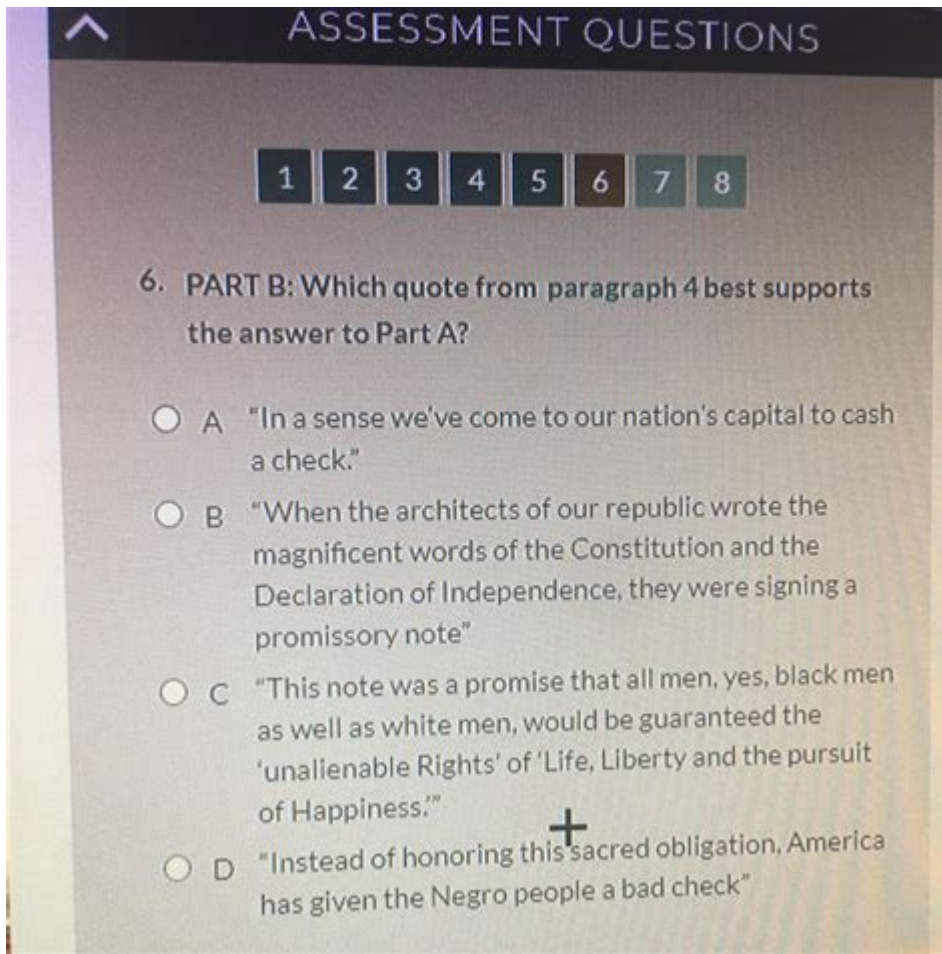 ASSESSMENT QUESTIONS
1 2 3 4 5 6 7 8
6. PART B: Which quote from paragraph 4 best supports
the answer to Part A?
A "In a sense we've come to our nation's capital to cash
a check."
B "When the architects of our republic wrote the
magnificent words of the Constitution and the
Declaration of Independence, they were signing a
promissory note"
C "This note was a promise that all men, yes, black men
as well as white men, would be guaranteed the
'unalienable Rights' of 'Life, Liberty and the pursuit
of Happiness.'"
D "Instead of honoring this sacred obligation, America
has given the Negro people a bad check"